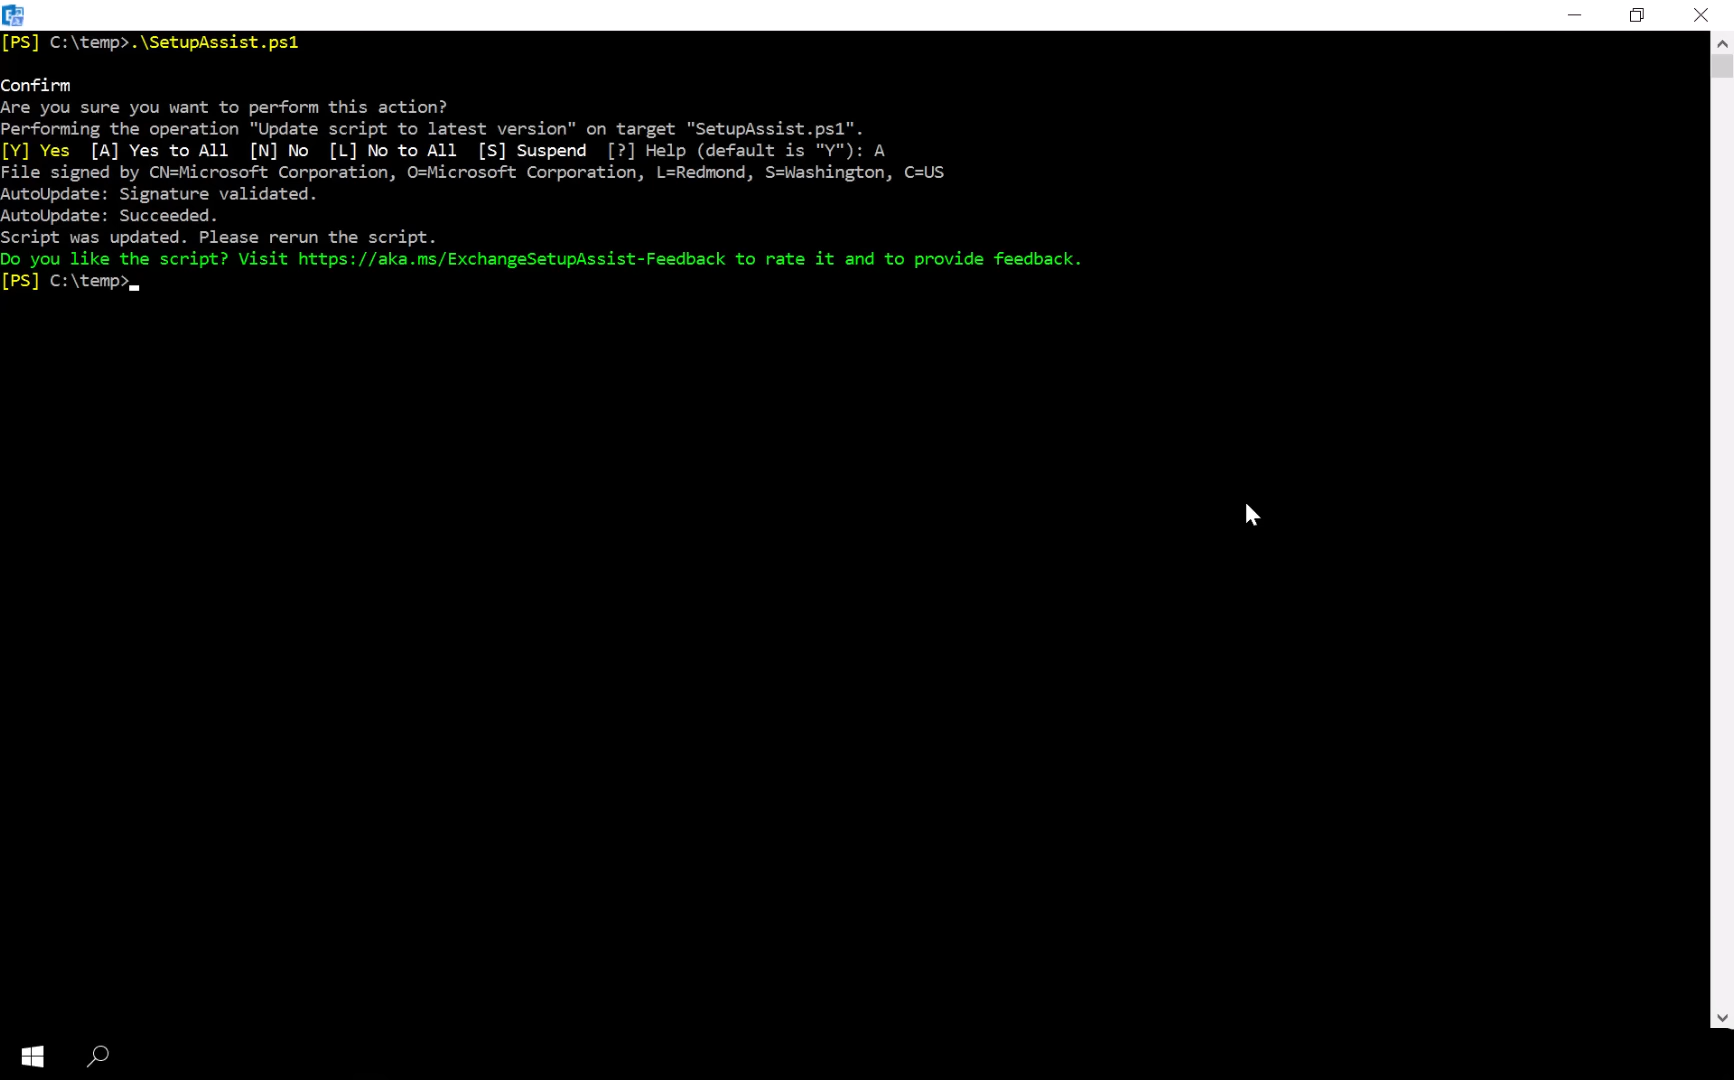 [PS] C:\temp>.\SetupAssist.ps1
Confirm
Are you sure you want to perform this action?
Performing the operation "Update script to latest version" on target "SetupAssist.ps1".
[Y] Yes  [A] Yes to All  [N] No  [L] No to All  [S] Suspend  [?] Help (default is "Y"): A
File signed by CN=Microsoft Corporation, O=Microsoft Corporation, L=Redmond, S=Washington, C=US
AutoUpdate: Signature validated.
AutoUpdate: Succeeded.
Script was updated. Please rerun the script.
Do you like the script? Visit https://aka.ms/ExchangeSetupAssist-Feedback to rate it and to provide feedback.
[PS] C:\temp>